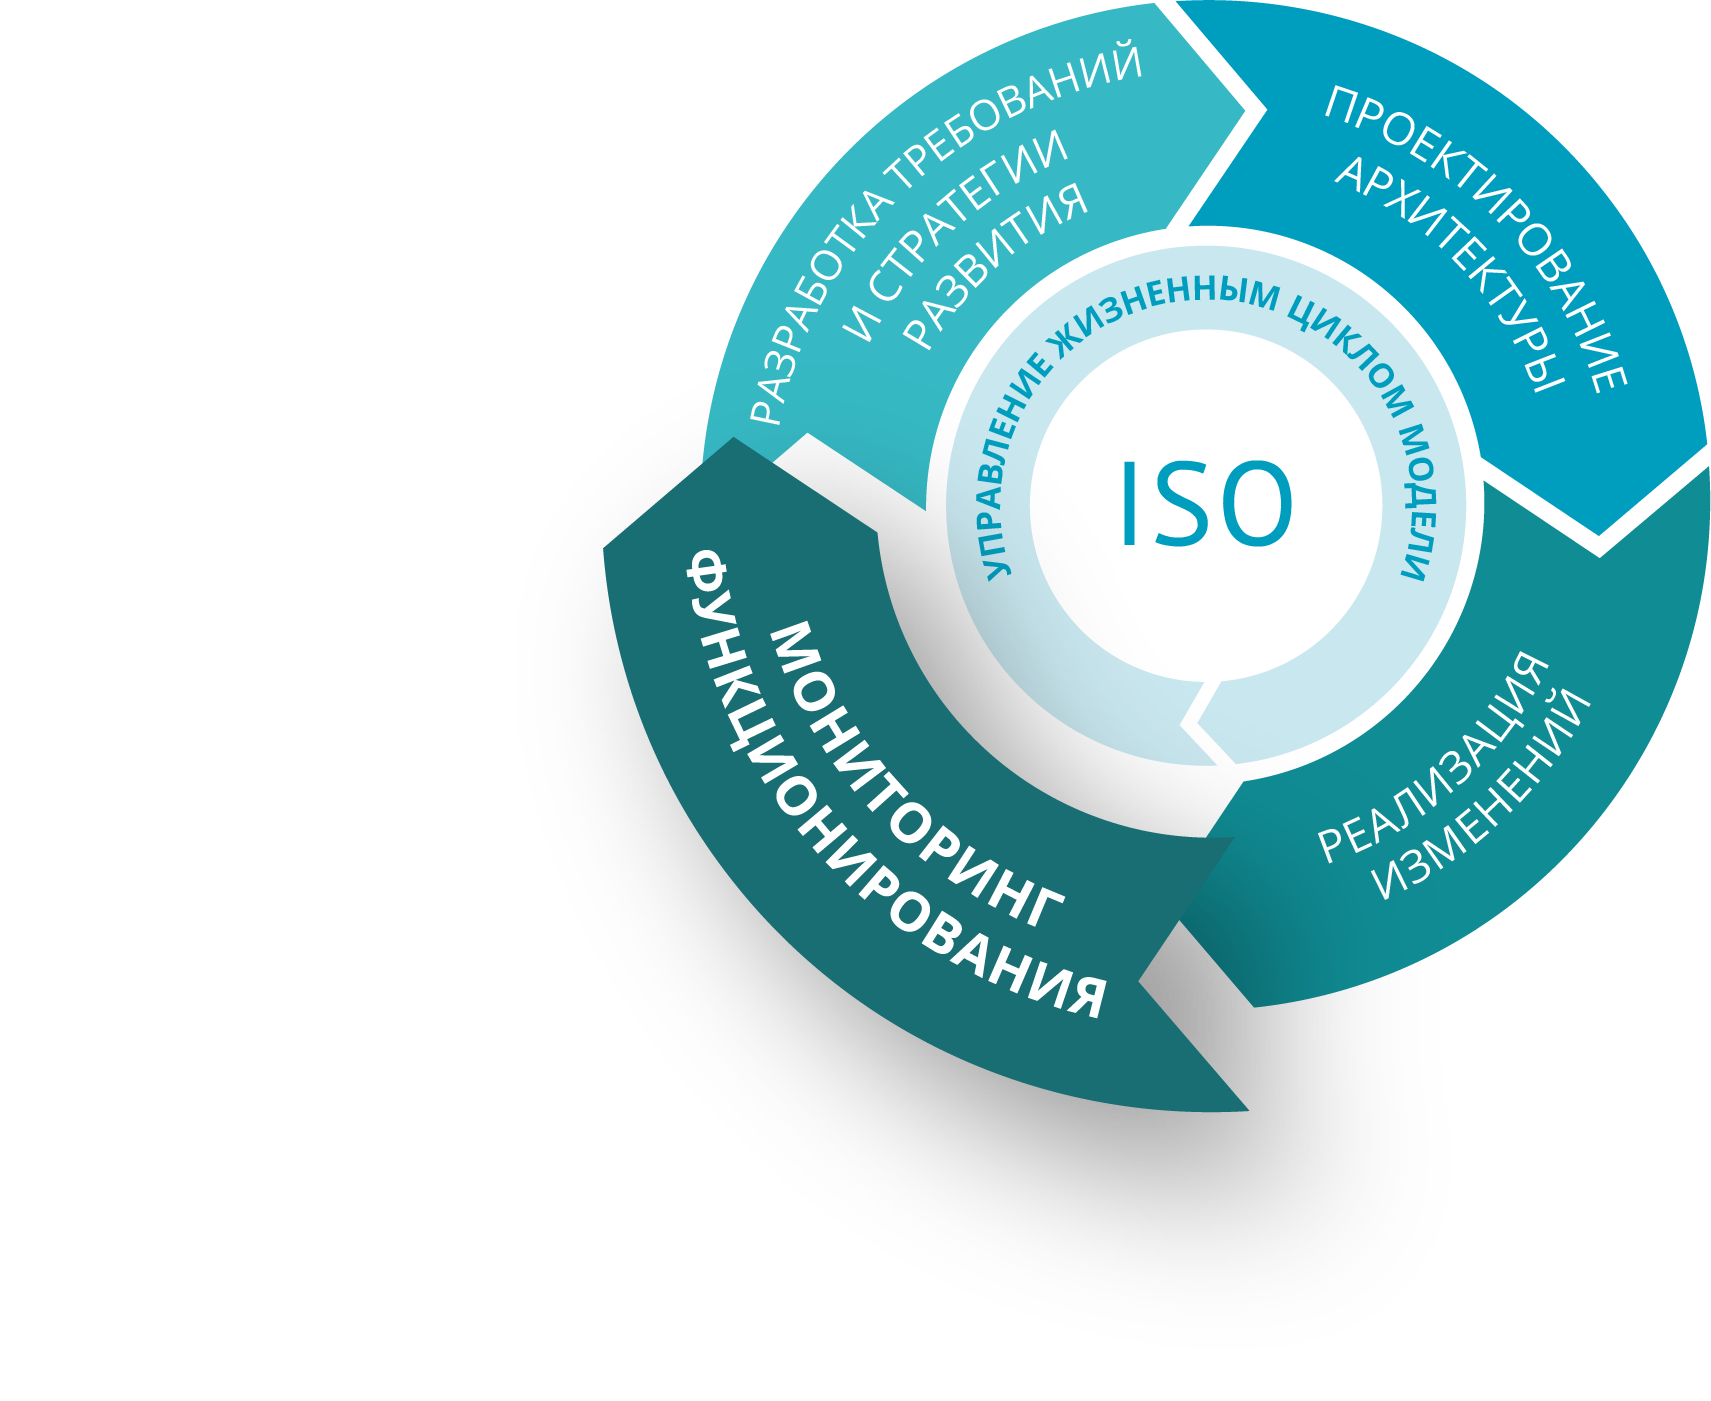 РАЗРАБОТКА ТРЕБОВАНИЙ
И СТРАТЕГИИ
РАЗВИТИЯ
ПРОЕКТИРОВАНИЕ
АРХИТЕКТУРЫ
РЕАЛИЗАЦИЯ
ИЗМЕНЕНИЙ
МОНИТОРИНГ
ФУНКЦИОНИРОВАНИЯ
УПРАВЛЕНИЕ ЖИЗНЕННЫМ ЦИКЛОМ МОДЕЛИ
ISO